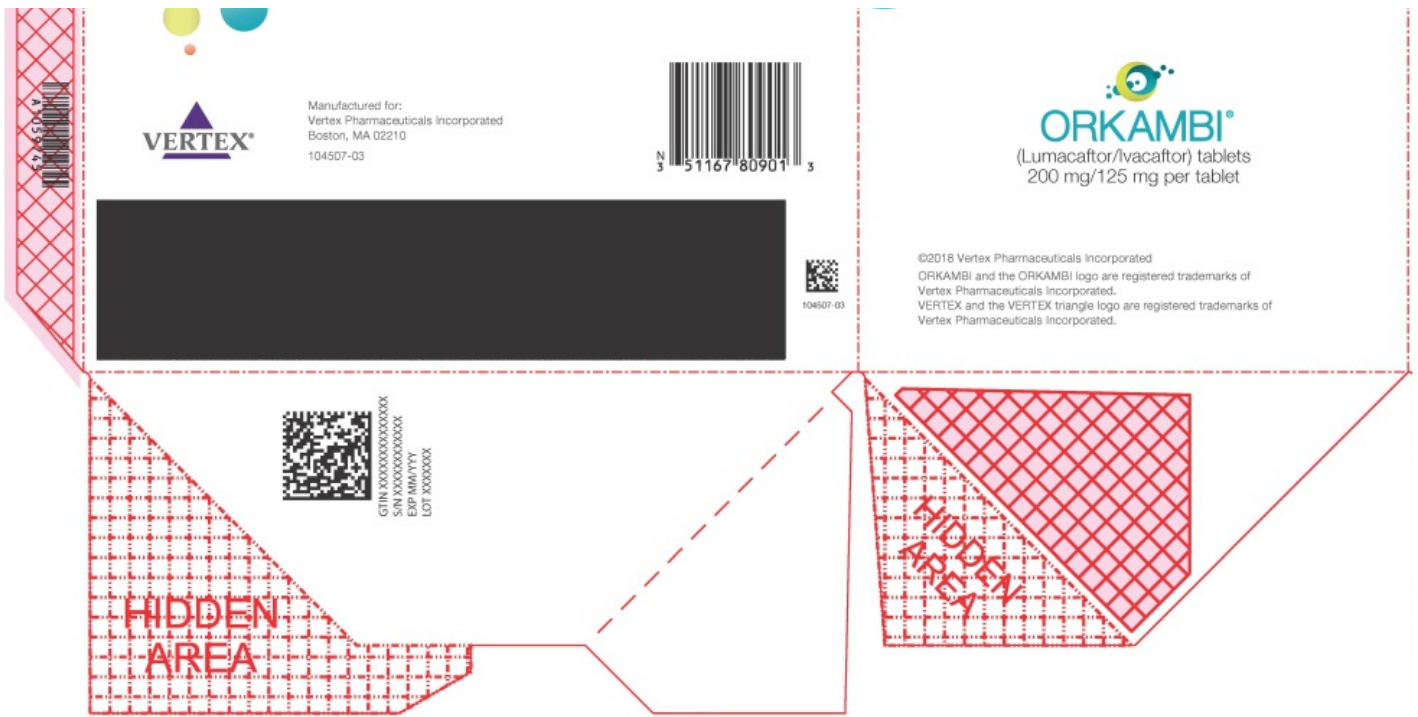 A1059745
VERTEX®
Manufactured for:
Vertex Pharmaceuticals Incorporated
Boston, MA 02210
104507-03
N
3 51167 80901 3
104507-03
ORKAMBI®
(Lumacaftor/Ivacaftor) tablets
200 mg/125 mg per tablet
©2018 Vertex Pharmaceuticals Incorporated
ORKAMBI and the ORKAMBI logo are registered trademarks of
Vertex Pharmaceuticals Incorporated.
VERTEX and the VERTEX triangle logo are registered trademarks of
Vertex Pharmaceuticals Incorporated.
GTIN XXXXXXXXXXXXXX
S/N XXXXXXXXXXXX
EXP MM/YYY
LOT XXXXXXX
HIDDEN
AREA
HIDDEN
AREA